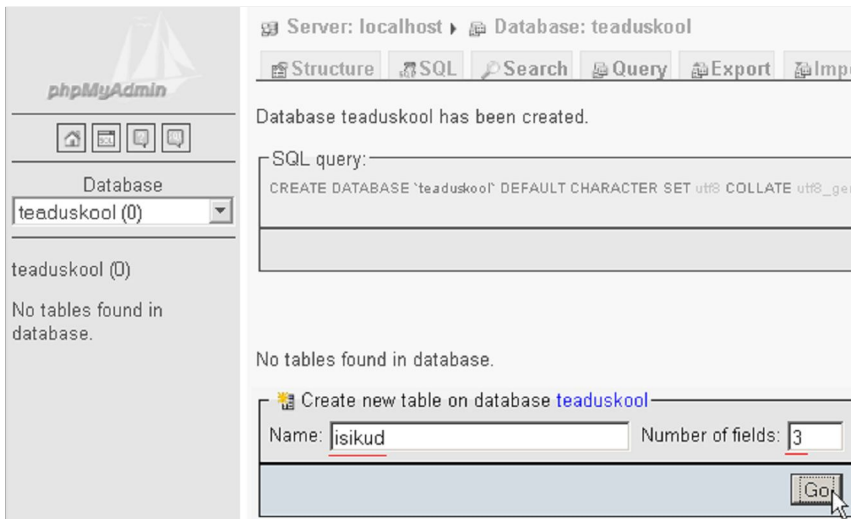 phpMyAdmin
Database
teaduskool (0)
teaduskool (0)
No tables found in
database.
Server: localhost Database: teaduskool
Structure SQL Search Query Export
Database teaduskool has been created.
SQL query:
CREATE DATABASE `teaduskool` DEFAULT CHARACTER SET utf8 COLLATE utf8_ge
No tables found in database.
Create new table on database teaduskool
Name: isikud Number of fields: 3
Go